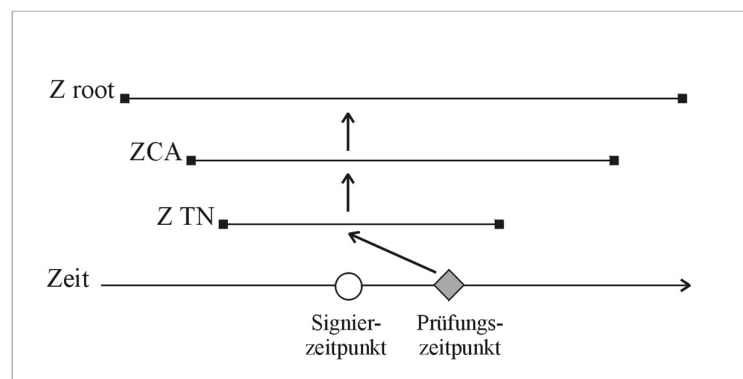 Z root
ZCA
Z TN
Zeit
Signier-
zeitpunkt
Prüfungs-
zeitpunkt